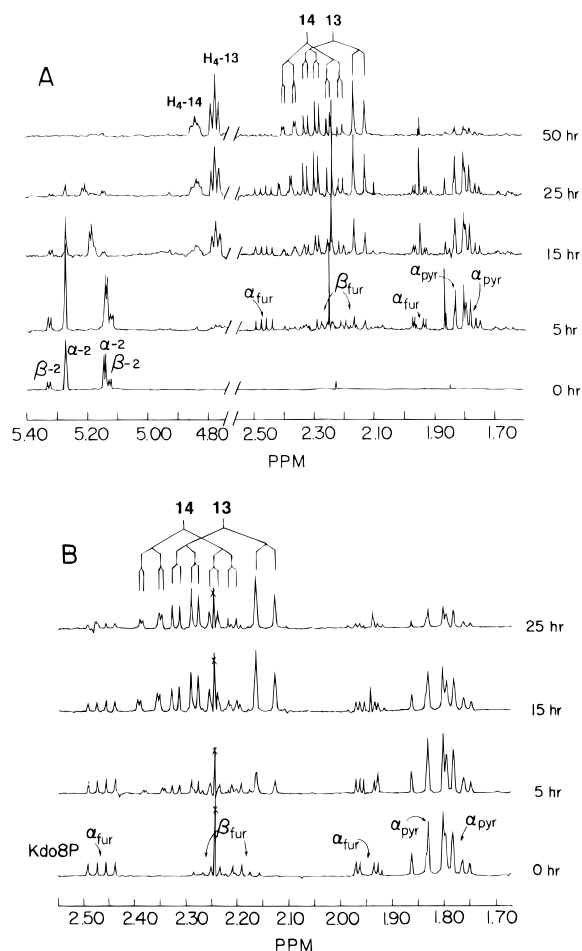 14 13
A
H4-13
H4-14
50 hr
25 hr
15 hr
αfur
βfur
αfur
αpyr
αpyr
5 hr
β-2
α-2
α-2
β-2
0 hr
5.40 5.20 5.00 4.80 2.50 2.30 2.10 1.90 1.70
PPM
14 13
B
x
25 hr
x
15 hr
x
5 hr
x
Kdo8P
αfur
βfur
αfur
αpyr
αpyr
0 hr
2.50 2.40 2.30 2.20 2.10 2.00 1.90 1.80 1.70
PPM